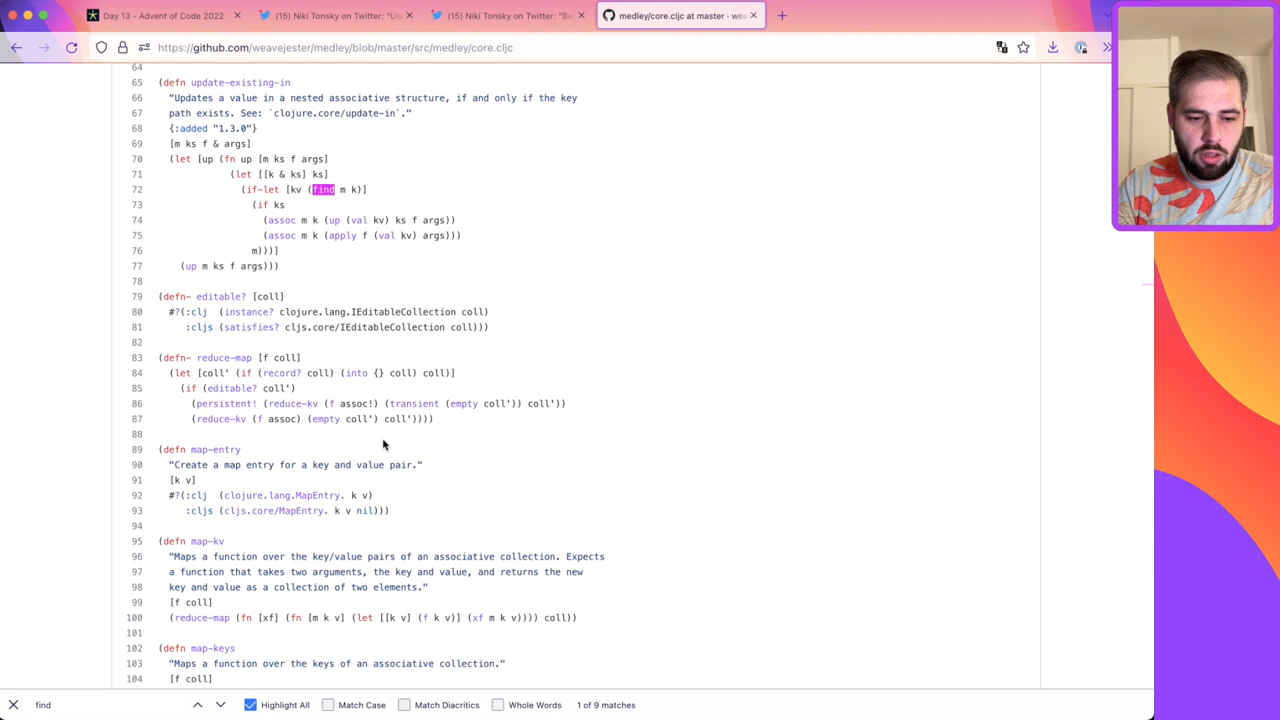 Day 13 - Advent of Code 2022
(15) Niki Tonsky on Twitter: "Us
(15) Niki Tonsky on Twitter: "Be
medley/core.cljc at master · wea
https://github.com/weavejester/medley/blob/master/src/medley/core.cljc
64
65 (defn update-existing-in
66 "Updates a value in a nested associative structure, if and only if the key
67 path exists. See: `clojure.core/update-in`."
68 {:added "1.3.0"}
69 [m ks f & args]
70 (let [up (fn up [m ks f args]
71 (let [[k & ks] ks]
72 (if-let [kv (find m k)]
73 (if ks
74 (assoc m k (up (val kv) ks f args))
75 (assoc m k (apply f (val kv) args)))
76 m)))]
77 (up m ks f args)))
78
79 (defn- editable? [coll]
80 #?(:clj (instance? clojure.lang.IEditableCollection coll)
81 :cljs (satisfies? cljs.core/IEditableCollection coll)))
82
83 (defn- reduce-map [f coll]
84 (let [coll' (if (record? coll) (into {} coll) coll)]
85 (if (editable? coll')
86 (persistent! (reduce-kv (f assoc!) (transient (empty coll')) coll'))
87 (reduce-kv (f assoc) (empty coll') coll'))))
88
89 (defn map-entry
90 "Create a map entry for a key and value pair."
91 [k v]
92 #?(:clj (clojure.lang.MapEntry. k v)
93 :cljs (cljs.core/MapEntry. k v nil)))
94
95 (defn map-kv
96 "Maps a function over the key/value pairs of an associative collection. Expects
97 a function that takes two arguments, the key and value, and returns the new
98 key and value as a collection of two elements."
99 [f coll]
100 (reduce-map (fn [xf] (fn [m k v] (let [[k v] (f k v)] (xf m k v)))) coll))
101
102 (defn map-keys
103 "Maps a function over the keys of an associative collection."
104 [f coll]
find
Highlight All
Match Case
Match Diacritics
Whole Words
1 of 9 matches